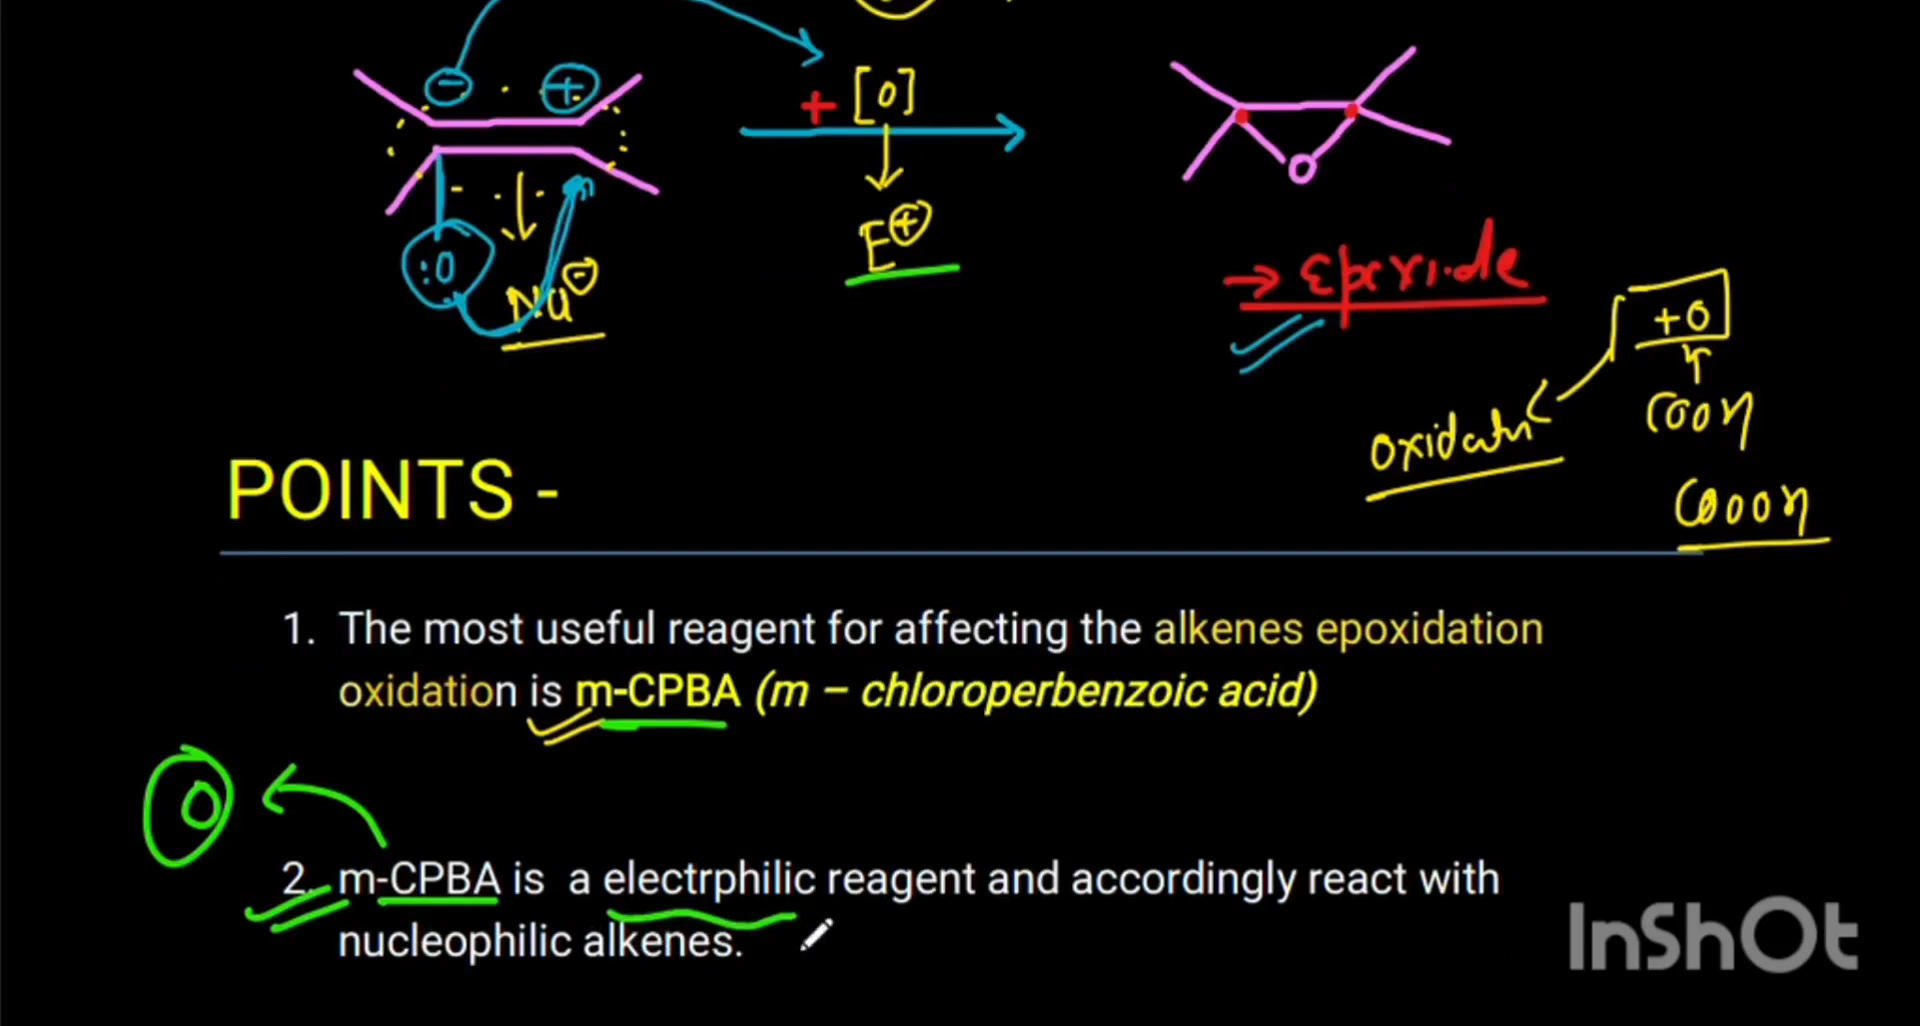 - +
+ [O]
O
:O
Nu-
E+
→ Epoxide
+O
COOH
oxidatn
COOOH
POINTS -
1. The most useful reagent for affecting the alkenes epoxidation
oxidation is m-CPBA (m – chloroperbenzoic acid)
O
2. m-CPBA is a electrphilic reagent and accordingly react with
nucleophilic alkenes.
InShOt